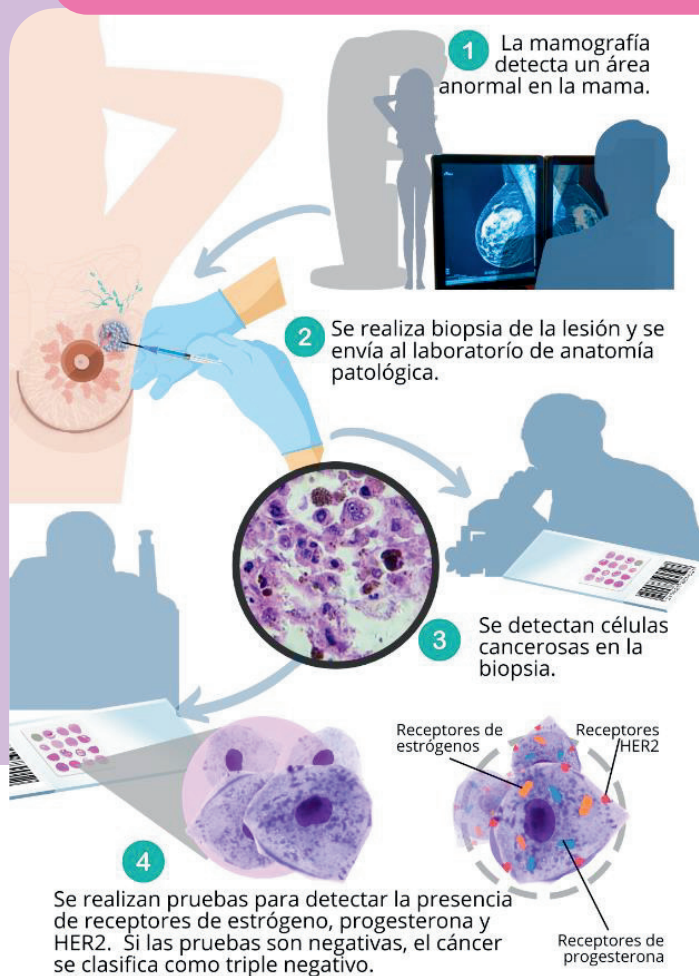 1
La mamografía
detecta un área
anormal en la mama.
2
Se realiza biopsia de la lesión y se
envía al laboratorío de anatomía
patológica.
3
Se detectan células
cancerosas en la
biopsia.
Receptores de
estrógenos
Receptores
HER2
4
Receptores de
progesterona
Se realizan pruebas para detectar la presencia
de receptores de estrógeno, progesterona y
HER2. Si las pruebas son negativas, el cáncer
se clasifica como triple negativo.